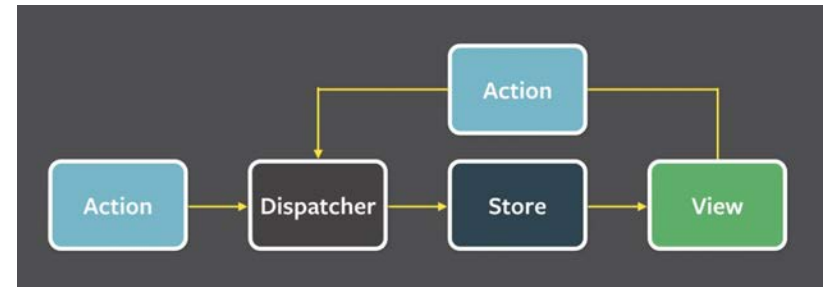 Action
Action
Dispatcher
Store
View